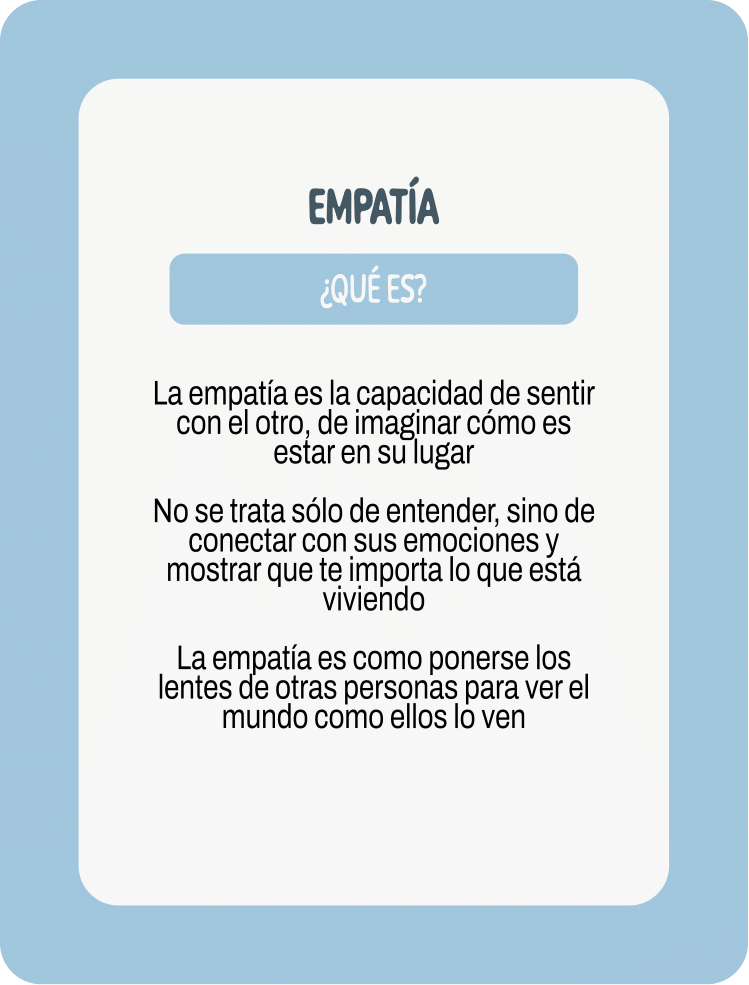 EMPATÍA
¿QUÉ ES?
La empatía es la capacidad de sentir
con el otro, de imaginar cómo es
estar en su lugar
No se trata sólo de entender, sino de
conectar con sus emociones y
mostrar que te importa lo que está
viviendo
La empatía es como ponerse los
lentes de otras personas para ver el
mundo como ellos lo ven